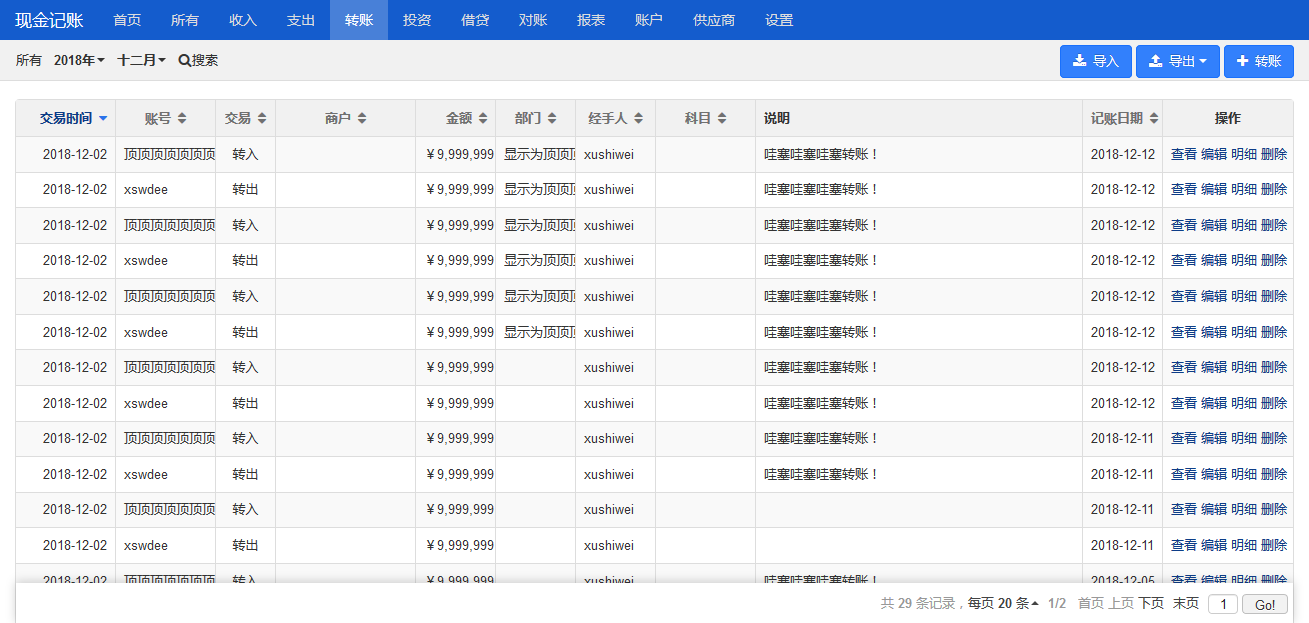 现金记账 首页 所有 收入 支出 转账 投资 借贷 对账 报表 账户 供应商 设置
所有 2018年 十二月 搜索 导入 导出 转账
交易时间 账号 交易 商户 金额 部门 经手人 科目 说明 记账日期 操作
2018-12-02 顶顶顶顶顶顶顶 转入 ¥ 9,999,999 显示为顶顶顶 xushiwei 哇塞哇塞哇塞转账！ 2018-12-12 查看 编辑 明细 删除
2018-12-02 xswdee 转出 ¥ 9,999,999 显示为顶顶顶 xushiwei 哇塞哇塞哇塞转账！ 2018-12-12 查看 编辑 明细 删除
2018-12-02 顶顶顶顶顶顶顶 转入 ¥ 9,999,999 显示为顶顶顶 xushiwei 哇塞哇塞哇塞转账！ 2018-12-12 查看 编辑 明细 删除
2018-12-02 xswdee 转出 ¥ 9,999,999 显示为顶顶顶 xushiwei 哇塞哇塞哇塞转账！ 2018-12-12 查看 编辑 明细 删除
2018-12-02 顶顶顶顶顶顶顶 转入 ¥ 9,999,999 显示为顶顶顶 xushiwei 哇塞哇塞哇塞转账！ 2018-12-12 查看 编辑 明细 删除
2018-12-02 xswdee 转出 ¥ 9,999,999 显示为顶顶顶 xushiwei 哇塞哇塞哇塞转账！ 2018-12-12 查看 编辑 明细 删除
2018-12-02 顶顶顶顶顶顶顶 转入 ¥ 9,999,999 xushiwei 哇塞哇塞哇塞转账！ 2018-12-12 查看 编辑 明细 删除
2018-12-02 xswdee 转出 ¥ 9,999,999 xushiwei 哇塞哇塞哇塞转账！ 2018-12-12 查看 编辑 明细 删除
2018-12-02 顶顶顶顶顶顶顶 转入 ¥ 9,999,999 xushiwei 哇塞哇塞哇塞转账！ 2018-12-11 查看 编辑 明细 删除
2018-12-02 xswdee 转出 ¥ 9,999,999 xushiwei 哇塞哇塞哇塞转账！ 2018-12-11 查看 编辑 明细 删除
2018-12-02 顶顶顶顶顶顶顶 转入 ¥ 9,999,999 xushiwei 2018-12-11 查看 编辑 明细 删除
2018-12-02 xswdee 转出 ¥ 9,999,999 xushiwei 2018-12-11 查看 编辑 明细 删除
2018-12-02 顶顶顶顶顶顶顶 转入 ¥ 9,999,999 xushiwei 哇塞哇塞哇塞转账！ 2018-12-05 查看 编辑 明细 删除
共 29 条记录，每页 20 条 1/2 首页 上页 下页 末页 1 Go!